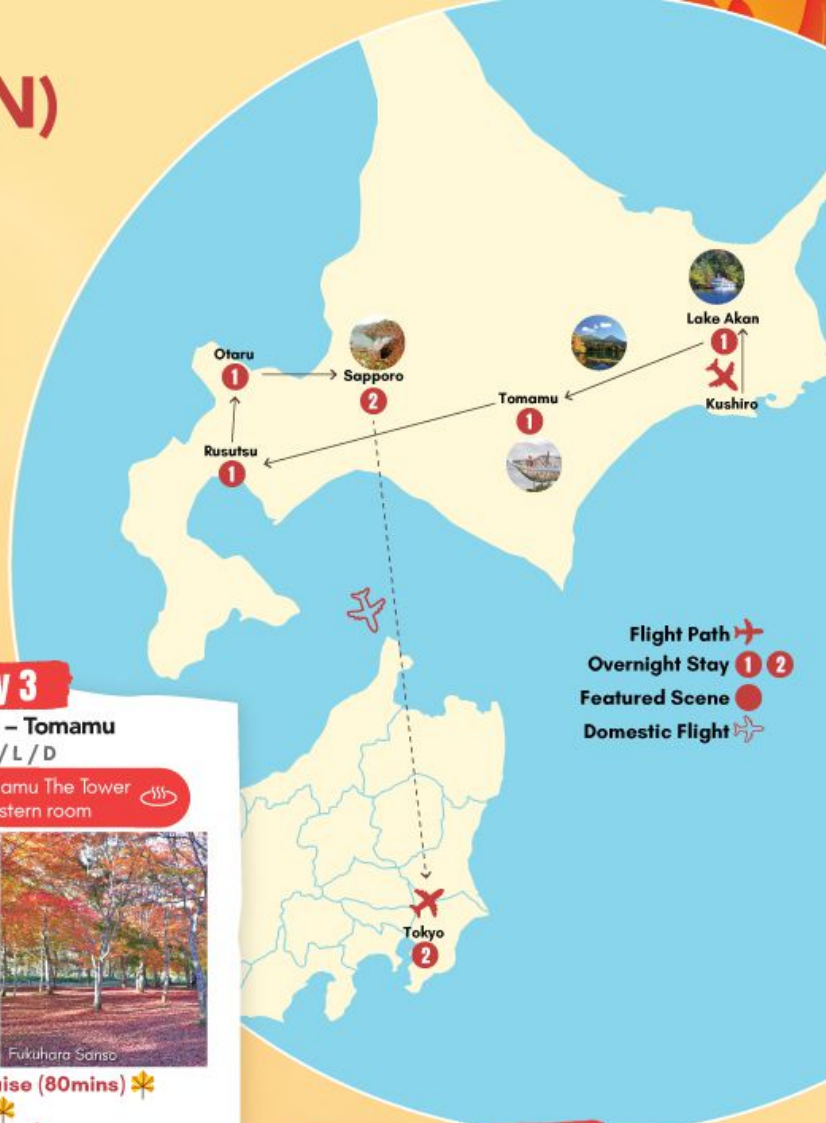 N)
Lake Akan
1
Kushiro
Tomamu
1
Otaru
1
Sapporo
2
Rusutsu
1
Flight Path
Overnight Stay 1 2
Featured Scene
Domestic Flight
Tokyo
2
y 3
– Tomamu
/ L / D
amu The Tower
stern room
Fukuhara Sanso
ise (80mins)